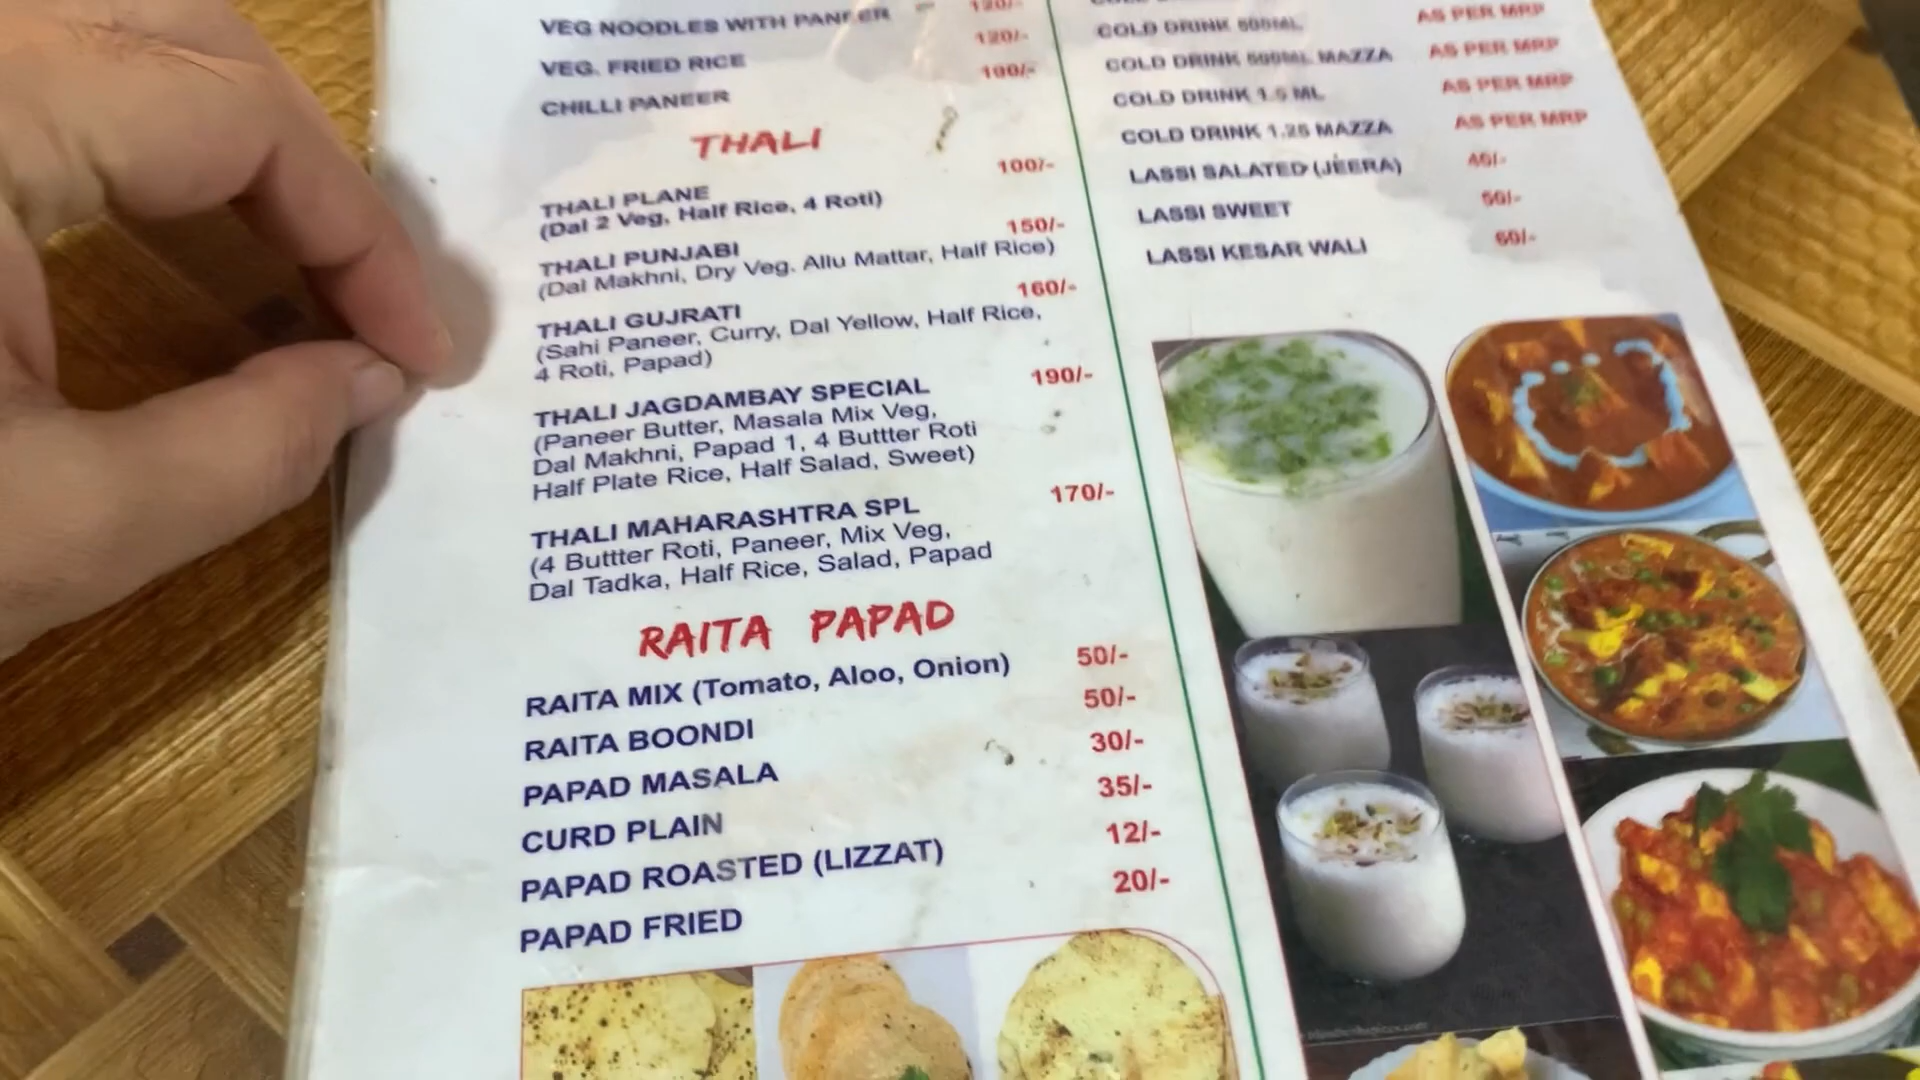 VEG NOODLES WITH PANEER 120/-
VEG. FRIED RICE 120/-
CHILLI PANEER 180/-
THALI
THALI PLANE 100/-
(Dal 2 Veg, Half Rice, 4 Roti)
THALI PUNJABI 150/-
(Dal Makhni, Dry Veg. Allu Mattar, Half Rice)
THALI GUJRATI 160/-
(Sahi Paneer, Curry, Dal Yellow, Half Rice,
4 Roti, Papad)
THALI JAGDAMBAY SPECIAL 190/-
(Paneer Butter, Masala Mix Veg,
Dal Makhni, Papad 1, 4 Buttter Roti
Half Plate Rice, Half Salad, Sweet)
THALI MAHARASHTRA SPL 170/-
(4 Buttter Roti, Paneer, Mix Veg,
Dal Tadka, Half Rice, Salad, Papad
RAITA PAPAD
RAITA MIX (Tomato, Aloo, Onion) 50/-
RAITA BOONDI 50/-
PAPAD MASALA 30/-
CURD PLAIN 35/-
PAPAD ROASTED (LIZZAT) 12/-
PAPAD FRIED 20/-
COLD DRINK 500ML AS PER MRP
COLD DRINK 500ML MAZZA AS PER MRP
COLD DRINK 1.5 ML AS PER MRP
COLD DRINK 1.25 MAZZA AS PER MRP
LASSI SALATED (JEERA) 40/-
LASSI SWEET 50/-
LASSI KESAR WALI 60/-